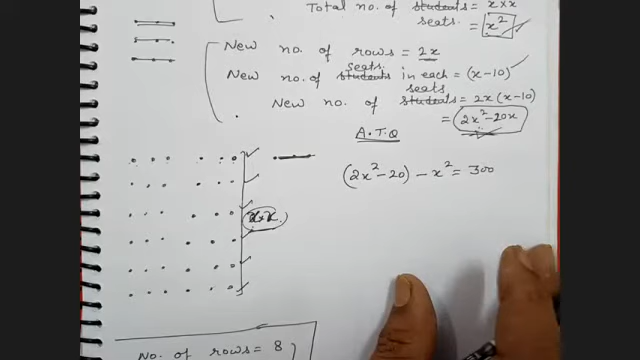 Total no. of students = x × x
seats. = x²
New no. of rows = 2x
seats.
New no. of students in each = (x-10)
seats
New no. of students = 2x (x-10)
= 2x² - 20x
A.T.Q
(2x² - 20) - x² = 300
x × x
No. of rows = 8